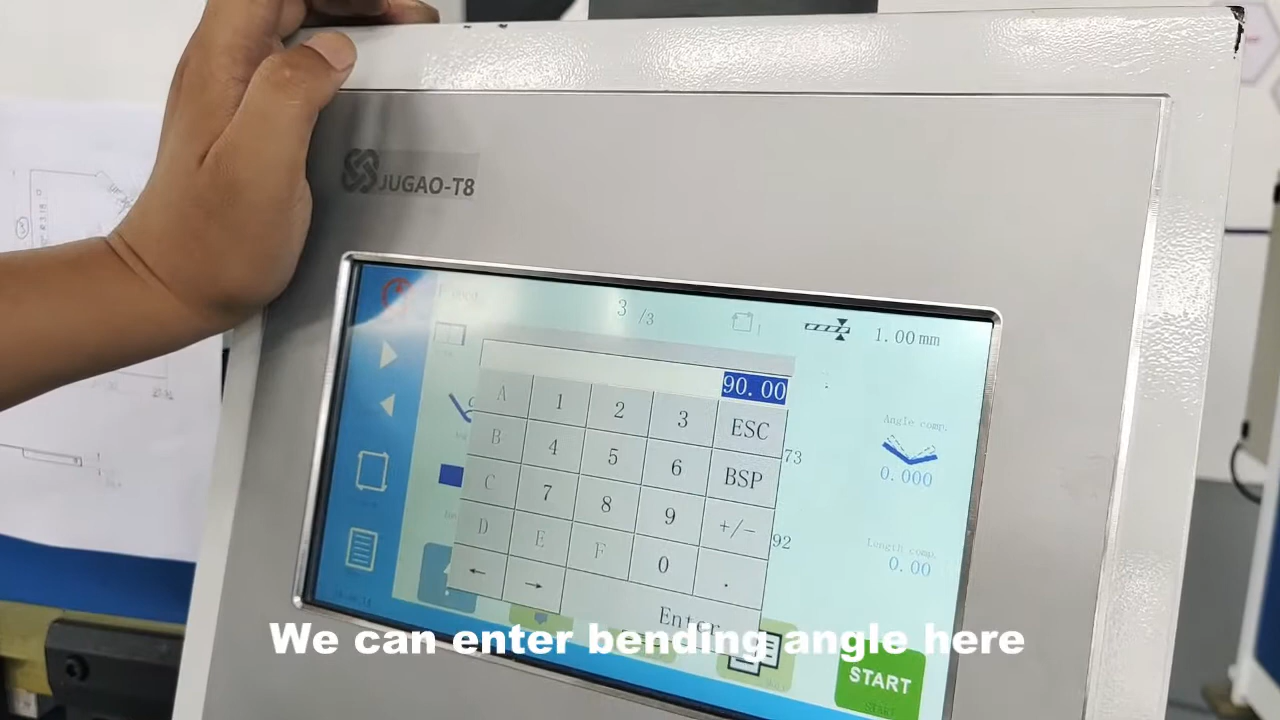 JUGAO-T8
3 /3
1.00 mm
90.00
A 1 2 3 ESC
B 4 5 6 BSP
C 7 8 9 +/-
D E F 0 .
← → Enter
73
92
Angle comp.
0.000
Length comp.
0.00
START
START
We can enter bending angle here